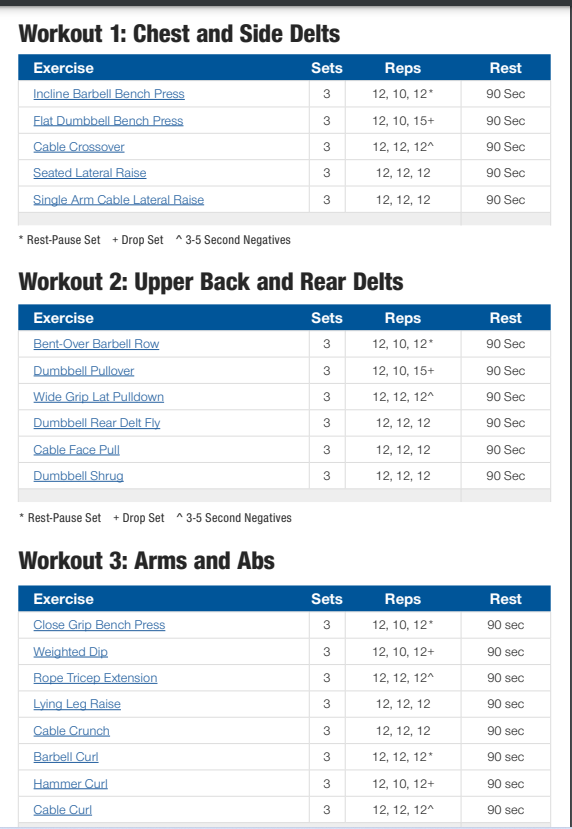 Workout 1: Chest and Side Delts
Exercise Sets Reps Rest
Incline Barbell Bench Press 3 12, 10, 12* 90 Sec
Flat Dumbbell Bench Press 3 12, 10, 15+ 90 Sec
Cable Crossover 3 12, 12, 12^ 90 Sec
Seated Lateral Raise 3 12, 12, 12 90 Sec
Single Arm Cable Lateral Raise 3 12, 12, 12 90 Sec
* Rest-Pause Set + Drop Set ^ 3-5 Second Negatives
Workout 2: Upper Back and Rear Delts
Exercise Sets Reps Rest
Bent-Over Barbell Row 3 12, 10, 12* 90 Sec
Dumbbell Pullover 3 12, 10, 15+ 90 Sec
Wide Grip Lat Pulldown 3 12, 12, 12^ 90 Sec
Dumbbell Rear Delt Fly 3 12, 12, 12 90 Sec
Cable Face Pull 3 12, 12, 12 90 Sec
Dumbbell Shrug 3 12, 12, 12 90 Sec
* Rest-Pause Set + Drop Set ^ 3-5 Second Negatives
Workout 3: Arms and Abs
Exercise Sets Reps Rest
Close Grip Bench Press 3 12, 10, 12* 90 sec
Weighted Dip 3 12, 10, 12+ 90 sec
Rope Tricep Extension 3 12, 12, 12^ 90 sec
Lying Leg Raise 3 12, 12, 12 90 sec
Cable Crunch 3 12, 12, 12 90 sec
Barbell Curl 3 12, 12, 12* 90 sec
Hammer Curl 3 12, 10, 12+ 90 sec
Cable Curl 3 12, 12, 12^ 90 sec